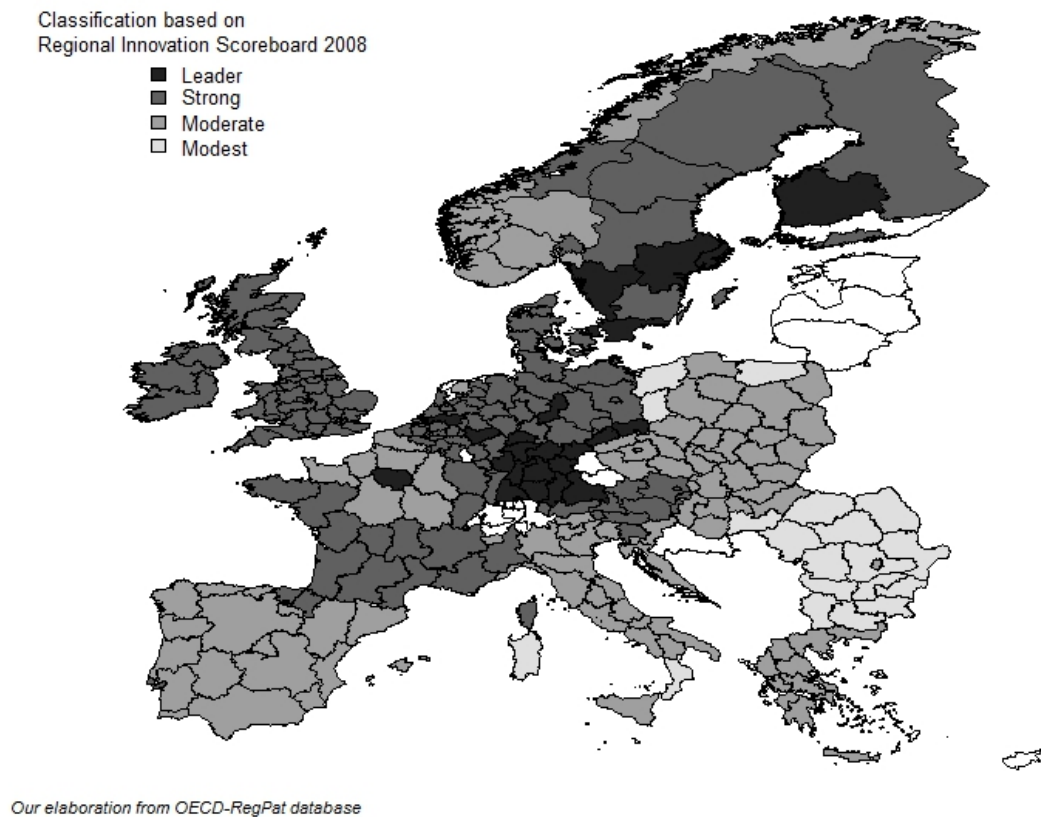 Classification based on
Regional Innovation Scoreboard 2008
Leader
Strong
Moderate
Modest
Our elaboration from OECD-RegPat database